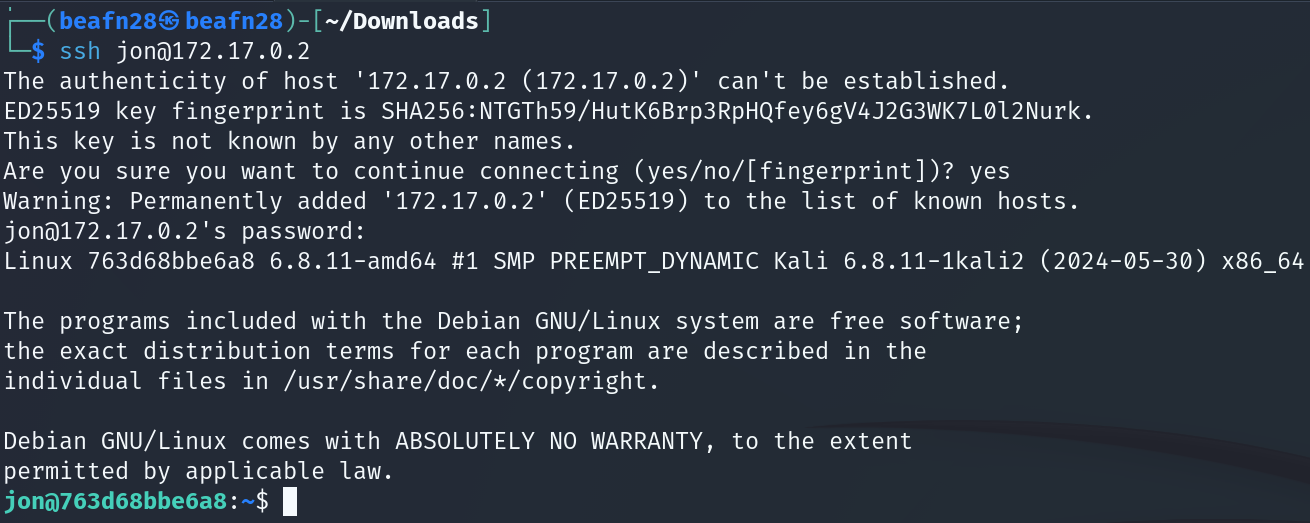 ┌──(beafn28㉿beafn28)-[~/Downloads]
└─$ ssh jon@172.17.0.2
The authenticity of host '172.17.0.2 (172.17.0.2)' can't be established.
ED25519 key fingerprint is SHA256:NTGTh59/HutK6Brp3RpHQfey6gV4J2G3WK7L0l2Nurk.
This key is not known by any other names.
Are you sure you want to continue connecting (yes/no/[fingerprint])? yes
Warning: Permanently added '172.17.0.2' (ED25519) to the list of known hosts.
jon@172.17.0.2's password:
Linux 763d68bbe6a8 6.8.11-amd64 #1 SMP PREEMPT_DYNAMIC Kali 6.8.11-1kali2 (2024-05-30) x86_64
The programs included with the Debian GNU/Linux system are free software;
the exact distribution terms for each program are described in the
individual files in /usr/share/doc/*/copyright.
Debian GNU/Linux comes with ABSOLUTELY NO WARRANTY, to the extent
permitted by applicable law.
jon@763d68bbe6a8:~$